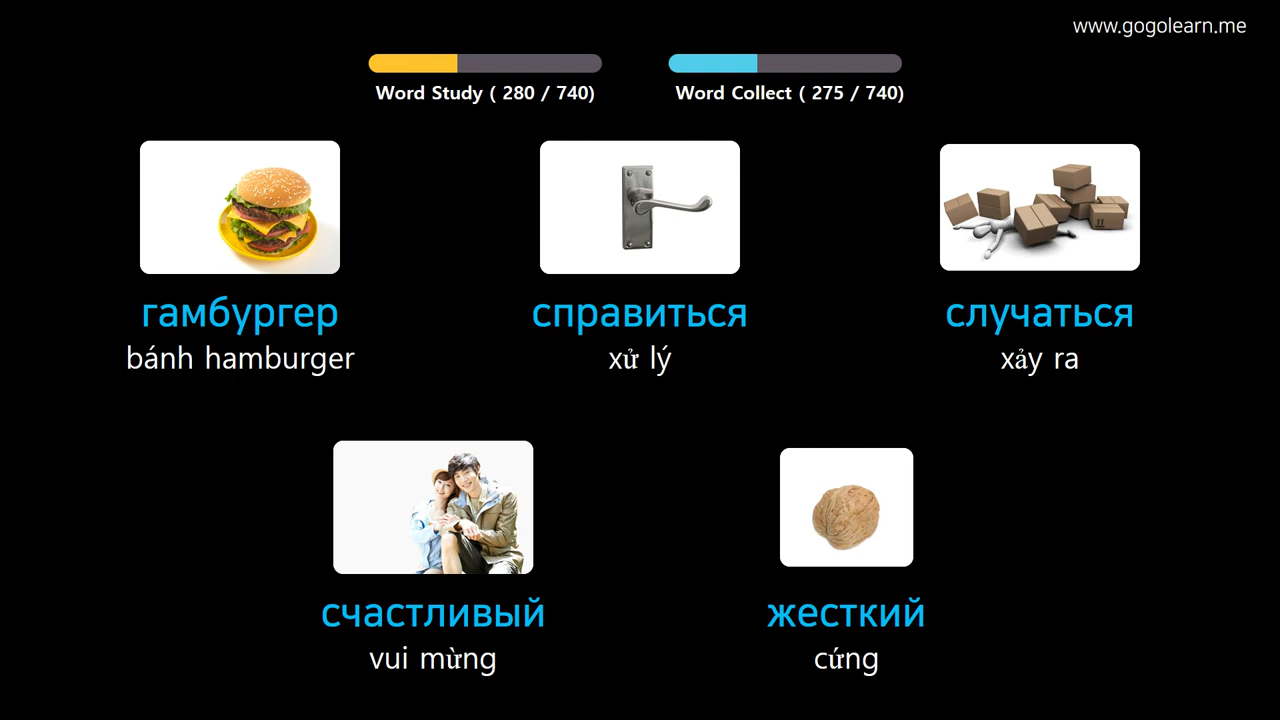 www.gogolearn.me
Word Study ( 280 / 740)
Word Collect ( 275 / 740)
гамбургер
bánh hamburger
справиться
xử lý
случаться
xảy ra
счастливый
vui mừng
жесткий
cứng